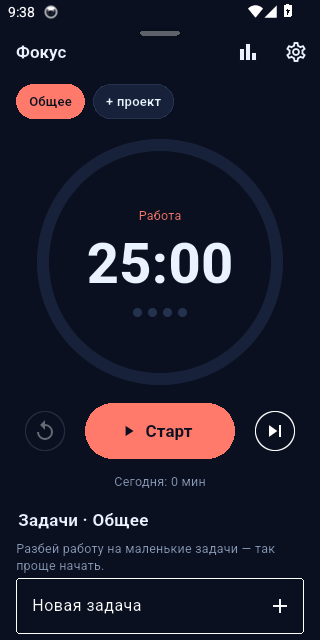 9:38
Фокус
Общее
+ проект
Работа
25:00
Старт
Сегодня: 0 мин
Задачи · Общее
Разбей работу на маленькие задачи — так
проще начать.
Новая задача